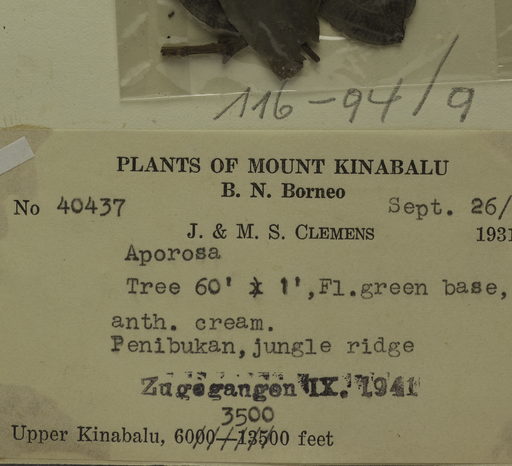 116-94/9
PLANTS OF MOUNT KINABALU
B. N. Borneo
No 40437 Sept. 26/
J. & M. S. CLEMENS 1931
Aporosa
Tree 60' x 1', Fl.green base,
anth. cream.
Penibukan, jungle ridge
Zugegangen IX. 1941
3500
Upper Kinabalu, 6000—13500 feet